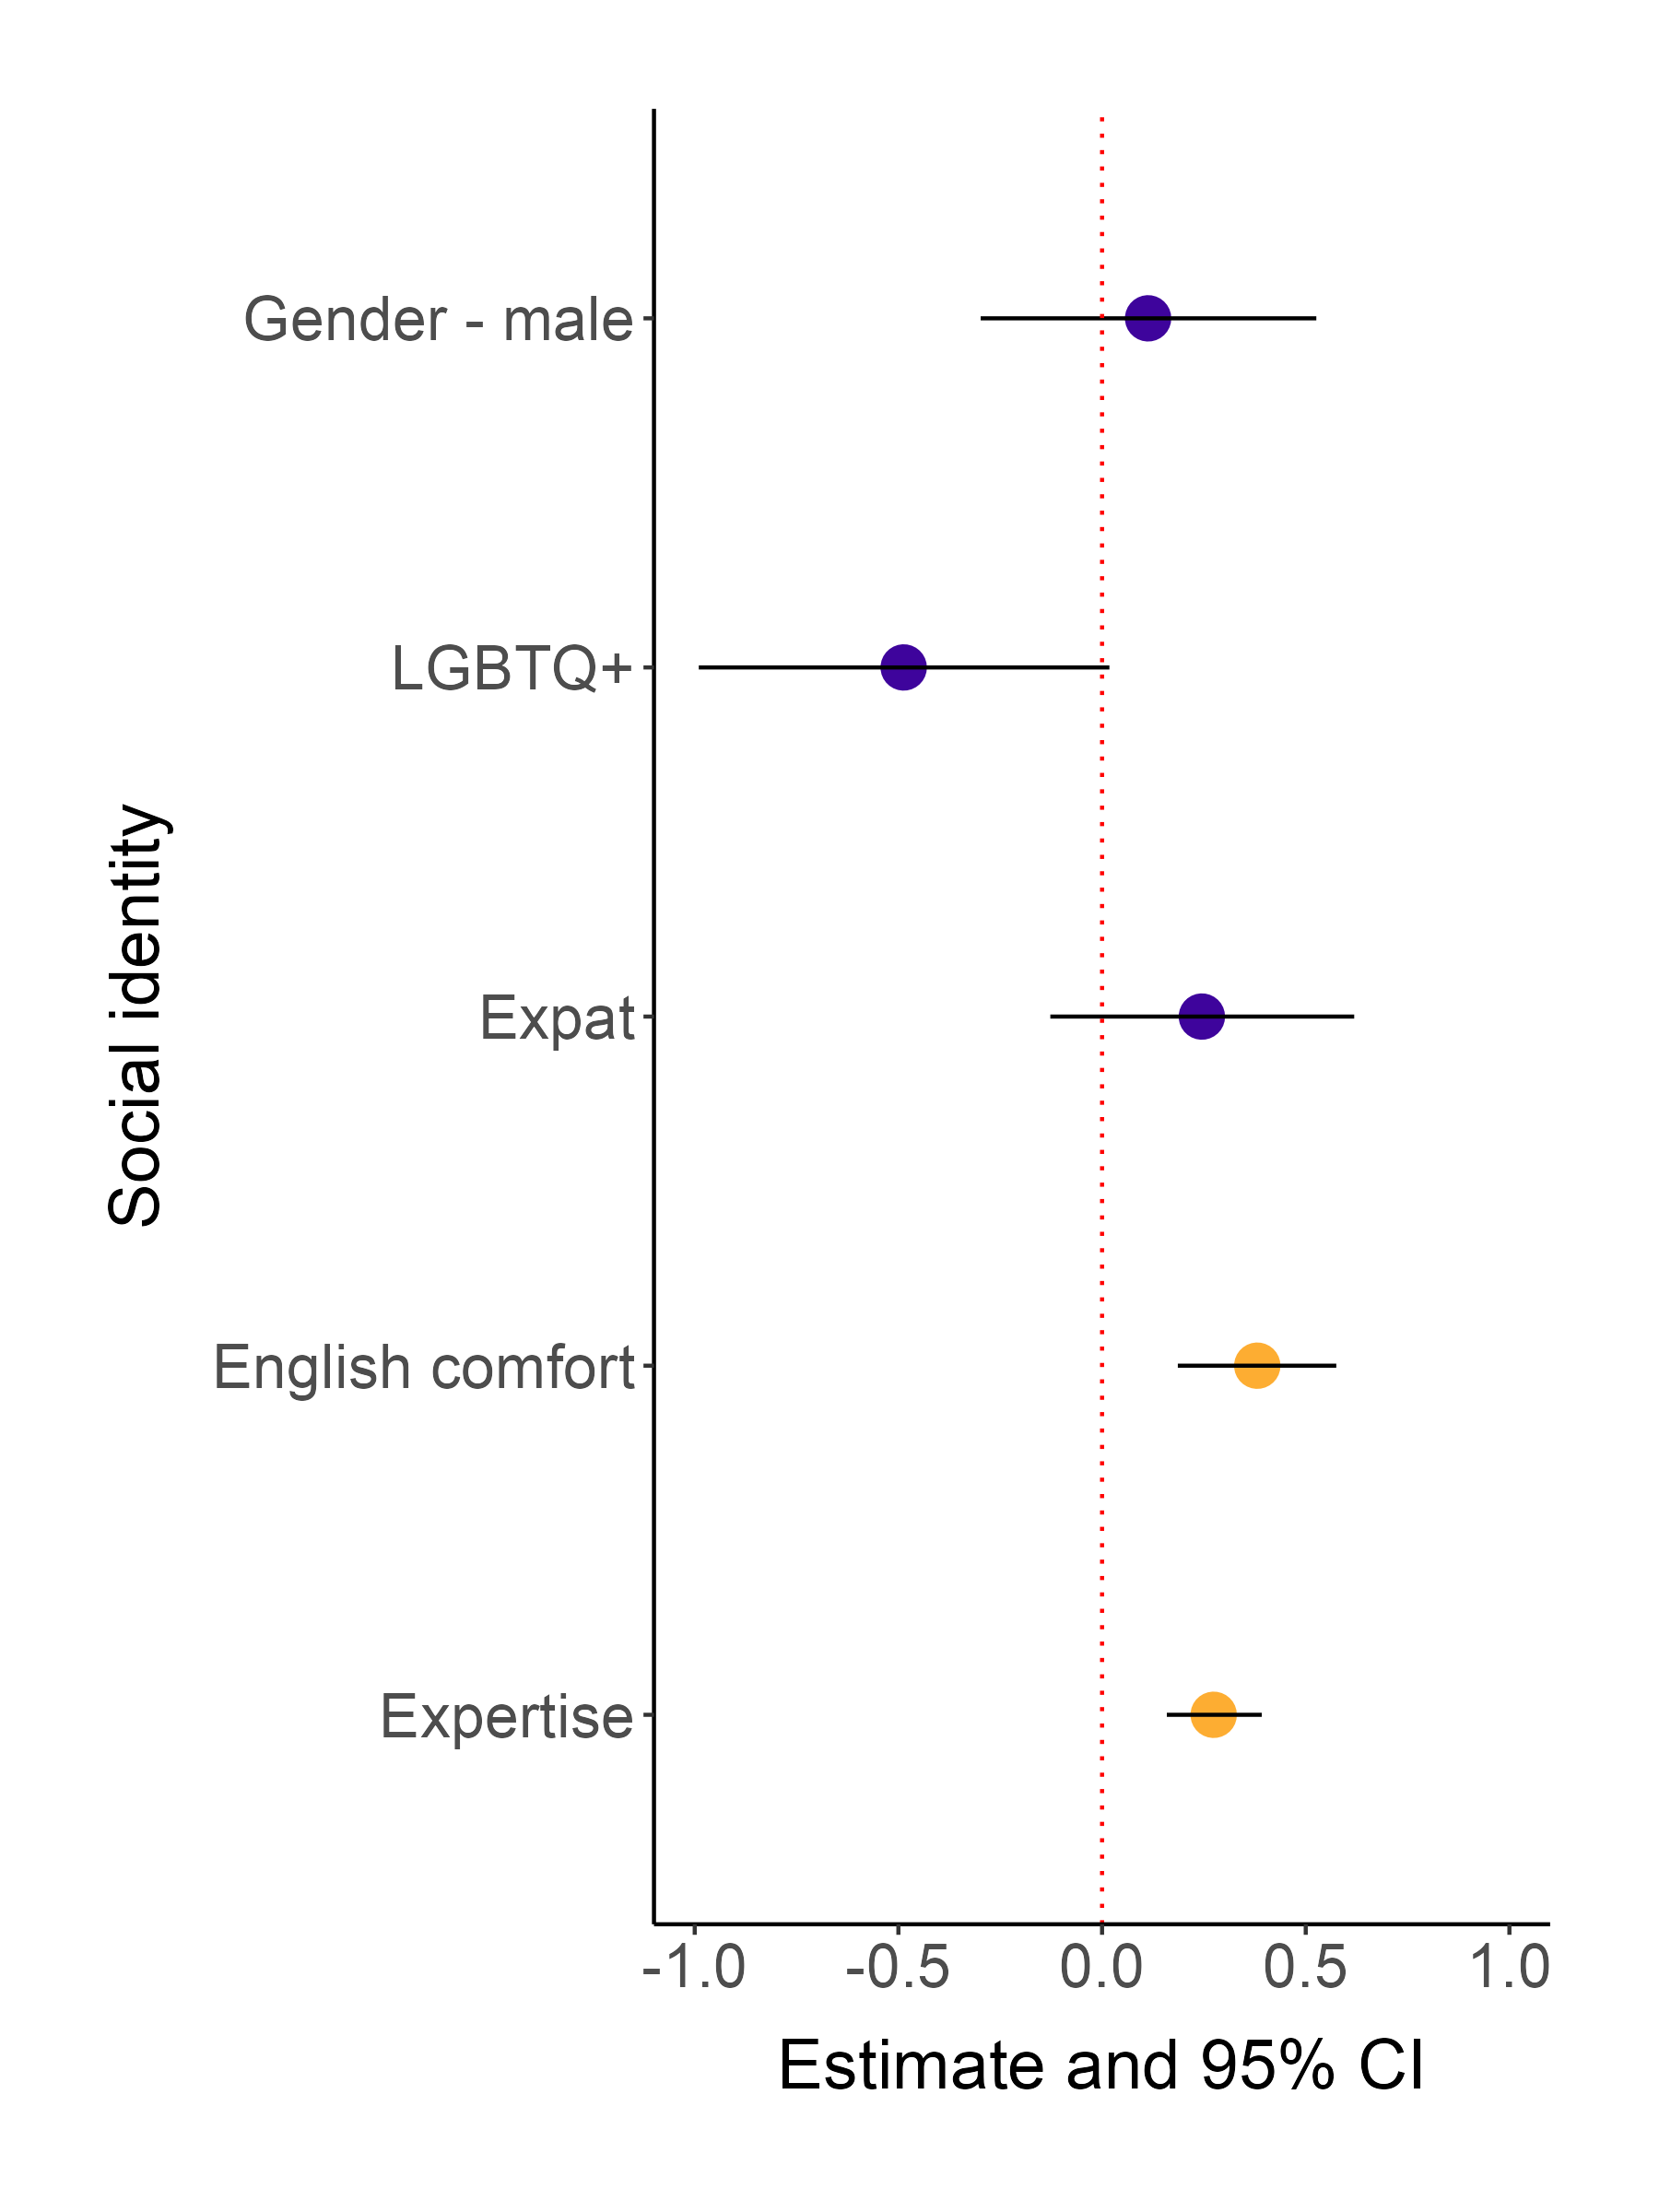 Social identity
Gender - male
LGBTQ+
Expat
English comfort
Expertise
-1.0 -0.5 0.0 0.5 1.0
Estimate and 95% CI